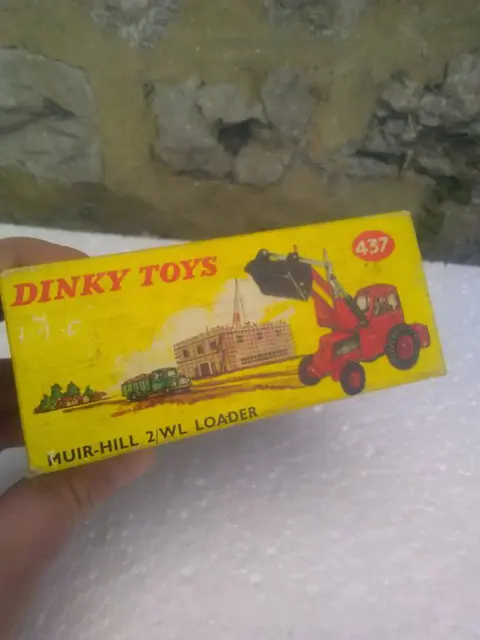 DINKY TOYS
437
MUIR-HILL 2/WL LOADER